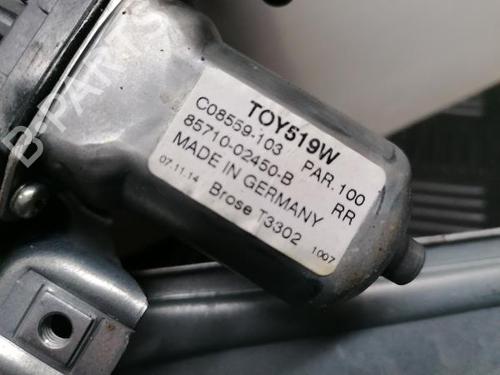 TOY519W
C08559-103 PAR.100
85710-02450-B RR
MADE IN GERMANY
07.11.14 Brose T3302 1007
B-PARTS